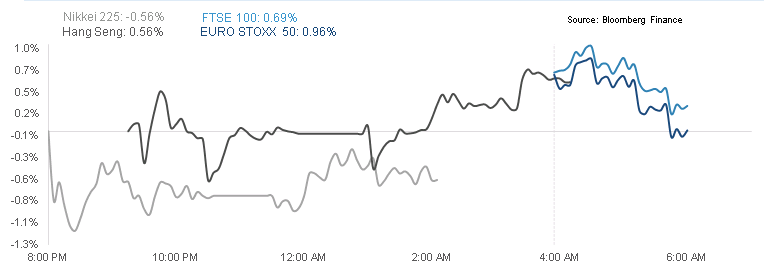 Nikkei 225: -0.56%
FTSE 100: 0.69%
Source: Bloomberg Finance
Hang Seng: 0.56%
EURO STOXX 50: 0.96%
1.0%
0.7%
0.5%
0.2%
-0.1%
-0.3%
-0.6%
-0.8%
-1.1%
-1.3%
8:00 PM
10:00 PM
12:00 AM
2:00 AM
4:00 AM
6:00 AM